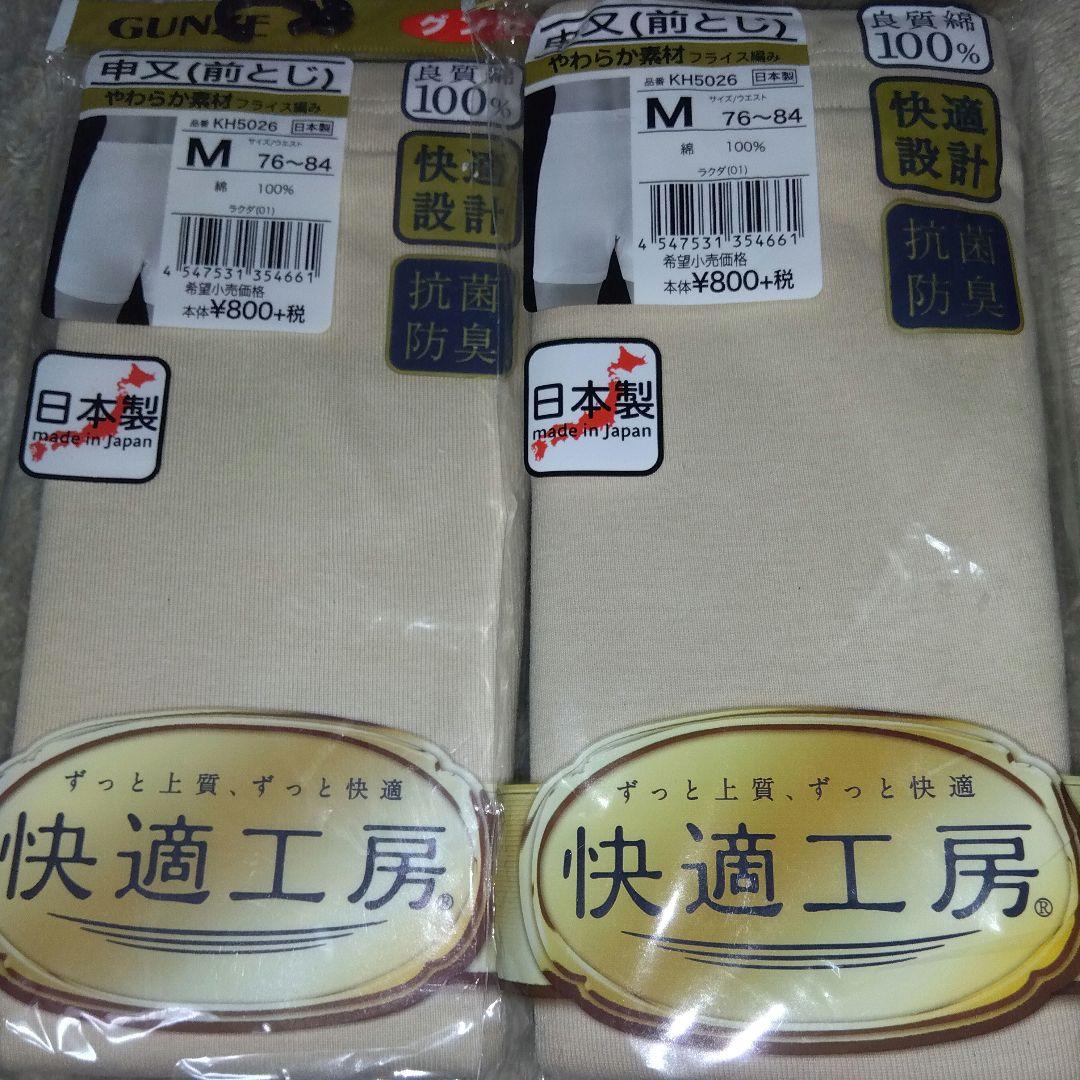 GUNZE
グン
申又(前とじ)
やわらか素材 フライス編み
品番 KH5026 日本製
サイズ/ウエスト
M 76～84
綿 100%
ラクダ(01)
4 547531 354661
希望小売価格
本体¥800+税
良質綿
100%
快適
設計
抗菌
防臭
日本製
made in Japan
ずっと上質、ずっと快適
快適工房®
申又(前とじ)
やわらか素材 フライス編み
品番 KH5026 日本製
サイズ/ウエスト
M 76～84
綿 100%
ラクダ(01)
4 547531 354661
希望小売価格
本体¥800+税
良質綿
100%
快適
設計
抗菌
防臭
日本製
made in Japan
ずっと上質、ずっと快適
快適工房®